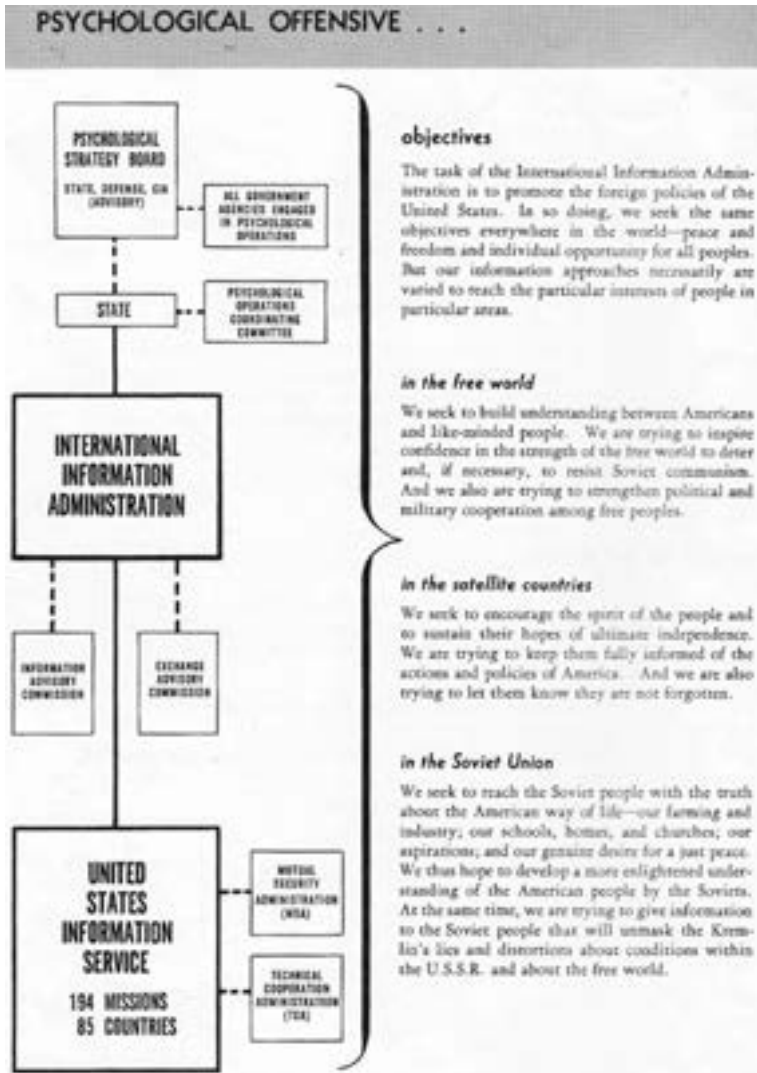 PSYCHOLOGICAL OFFENSIVE . . .
PSYCHOLOGICAL
STRATEGY BOARD
STATE, DEFENSE, CIA
(ADVISORY)
ALL GOVERNMENT
AGENCIES ENGAGED
IN PSYCHOLOGICAL
OPERATIONS
STATE
PSYCHOLOGICAL
OPERATIONS
COORDINATING
COMMITTEE
INTERNATIONAL
INFORMATION
ADMINISTRATION
INFORMATION
ADVISORY
COMMISSION
EXCHANGE
ADVISORY
COMMISSION
UNITED
STATES
INFORMATION
SERVICE
194 MISSIONS
85 COUNTRIES
MUTUAL
SECURITY
ADMINISTRATION
(MSA)
TECHNICAL
COOPERATION
ADMINISTRATION
(TCA)
objectives
The task of the International Information Admin-
istration is to promote the foreign policies of the
United States. In so doing, we seek the same
objectives everywhere in the world—peace and
freedom and individual opportunity for all peoples.
But our information approaches necessarily are
varied to reach the particular interests of people in
particular areas.
in the free world
We seek to build understanding between Americans
and like-minded people. We are trying to inspire
confidence in the strength of the free world to deter
and, if necessary, to resist Soviet communism.
And we also are trying to strengthen political and
military cooperation among free peoples.
in the satellite countries
We seek to encourage the spirit of the people and
to sustain their hopes of ultimate independence.
We are trying to keep them fully informed of the
actions and policies of America. And we are also
trying to let them know they are not forgotten.
in the Soviet Union
We seek to reach the Soviet people with the truth
about the American way of life—our farming and
industry; our schools, homes, and churches; our
aspirations; and our genuine desire for a just peace.
We thus hope to develop a more enlightened under-
standing of the American people by the Soviets.
At the same time, we are trying to give information
to the Soviet people that will unmask the Krem-
lin's lies and distortions about conditions within
the U.S.S.R. and about the free world.